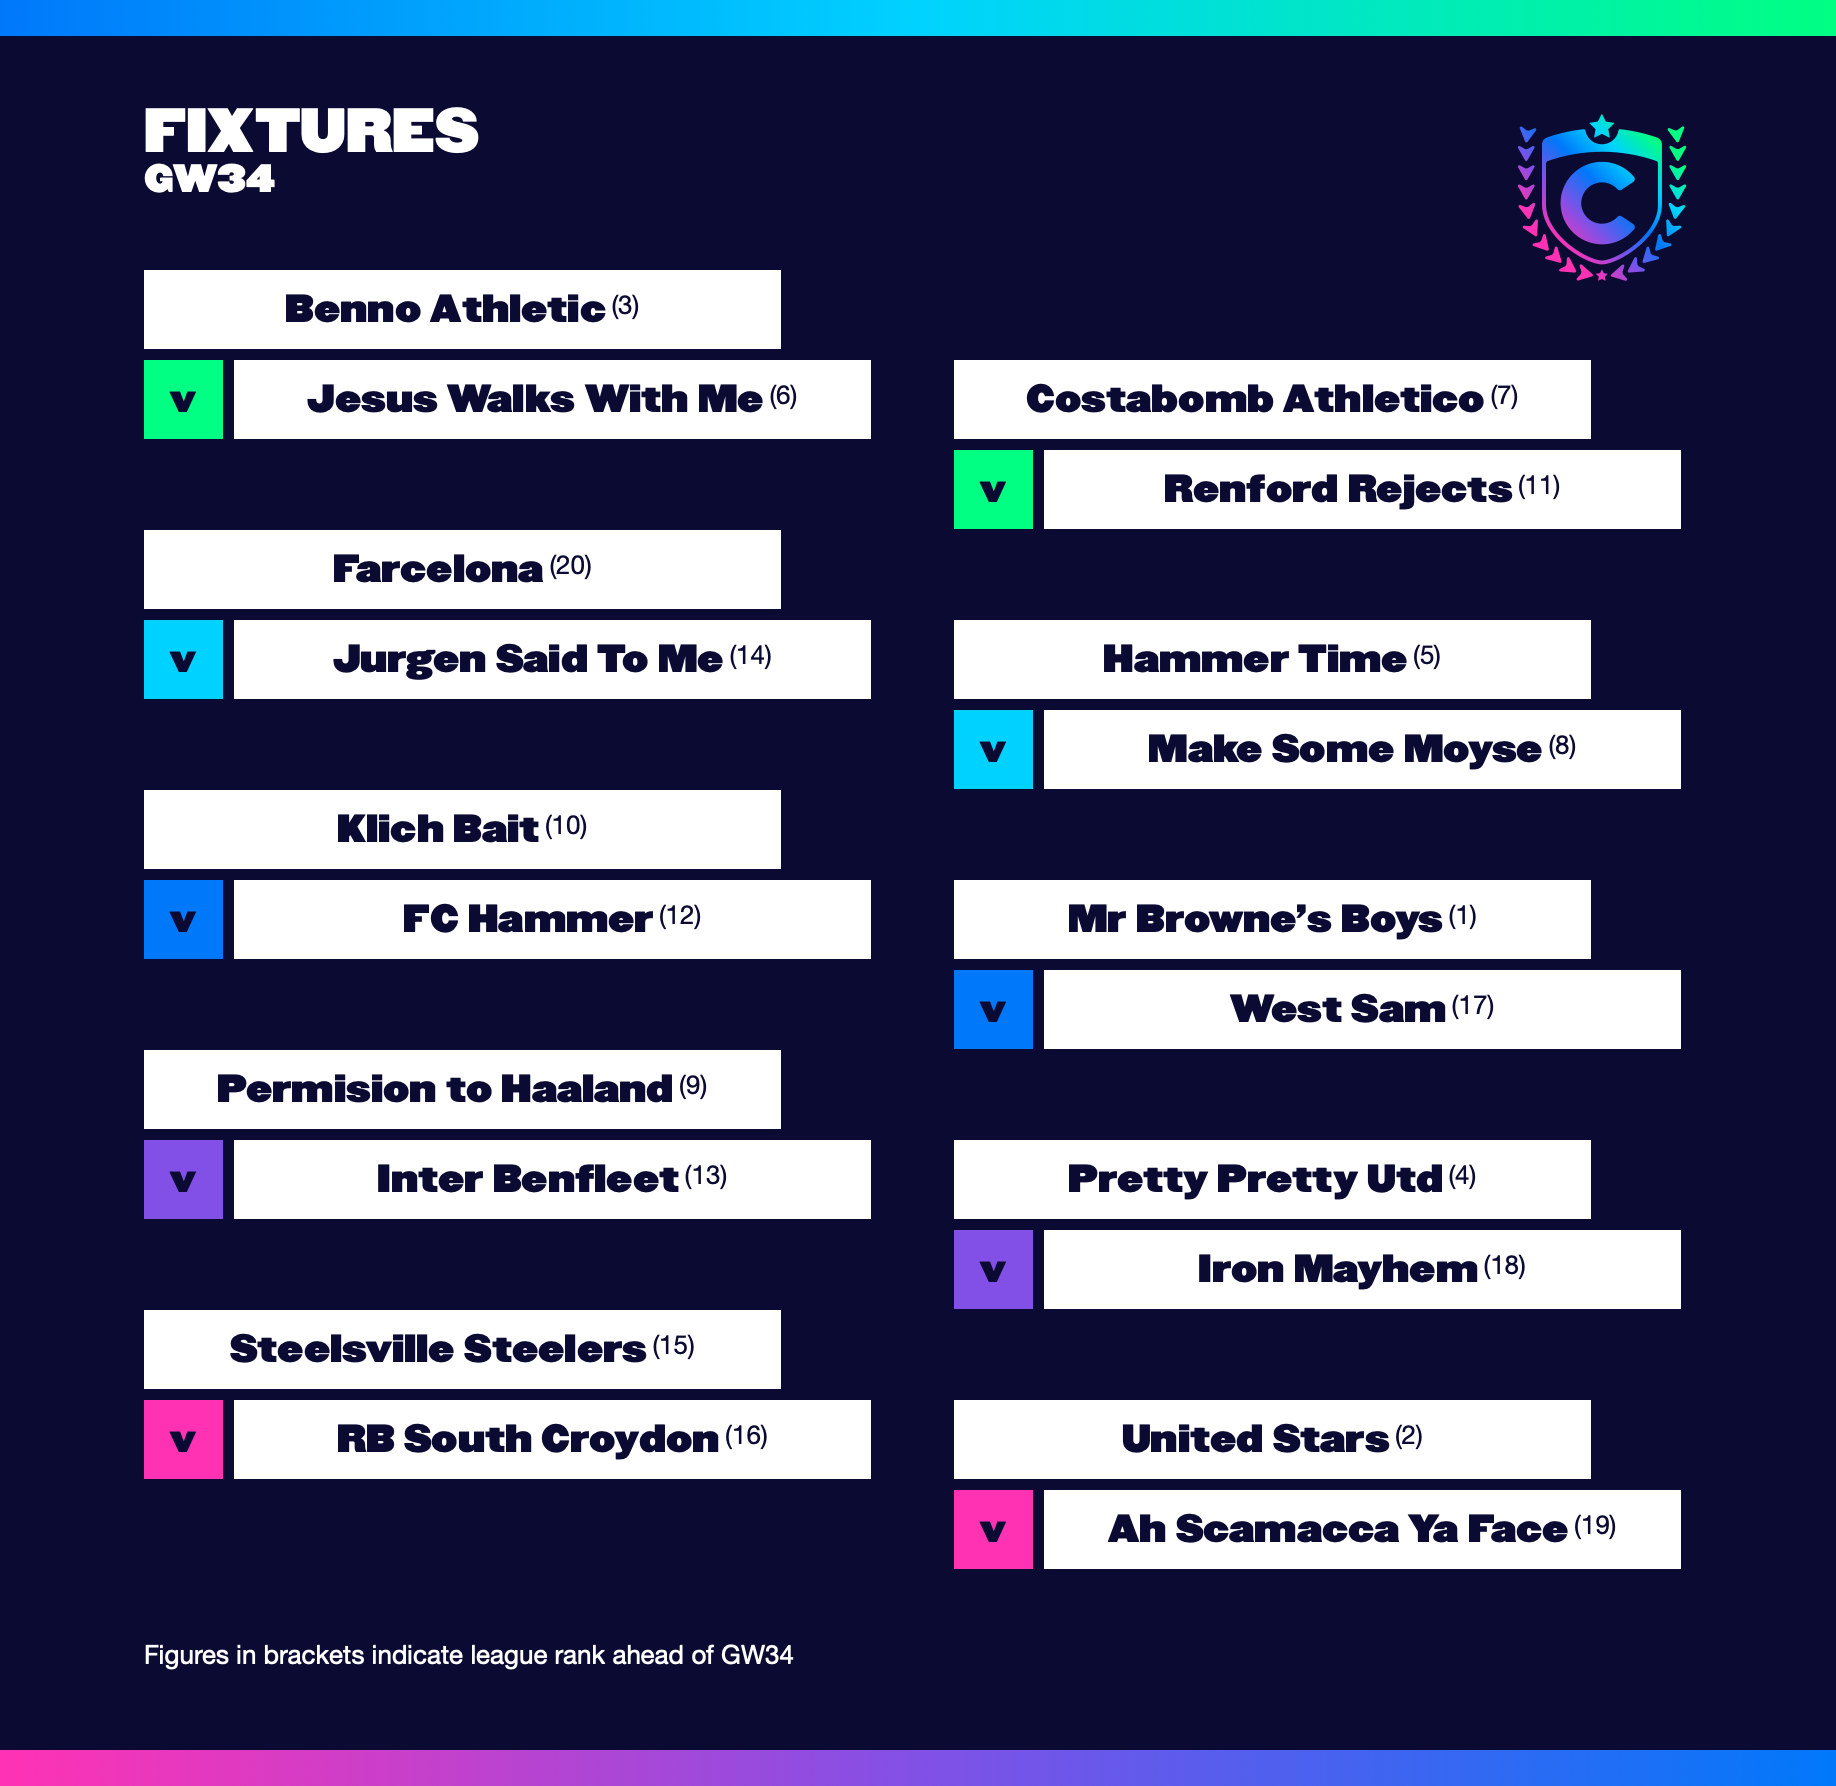 FIXTURES
GW34
Benno Athletic (3)
v Jesus Walks With Me (6)
Costabomb Athletico (7)
v Renford Rejects (11)
Farcelona (20)
v Jurgen Said To Me (14)
Hammer Time (5)
v Make Some Moyse (8)
Klich Bait (10)
v FC Hammer (12)
Mr Browne’s Boys (1)
v West Sam (17)
Permision to Haaland (9)
v Inter Benfleet (13)
Pretty Pretty Utd (4)
v Iron Mayhem (18)
Steelsville Steelers (15)
v RB South Croydon (16)
United Stars (2)
v Ah Scamacca Ya Face (19)
Figures in brackets indicate league rank ahead of GW34
C